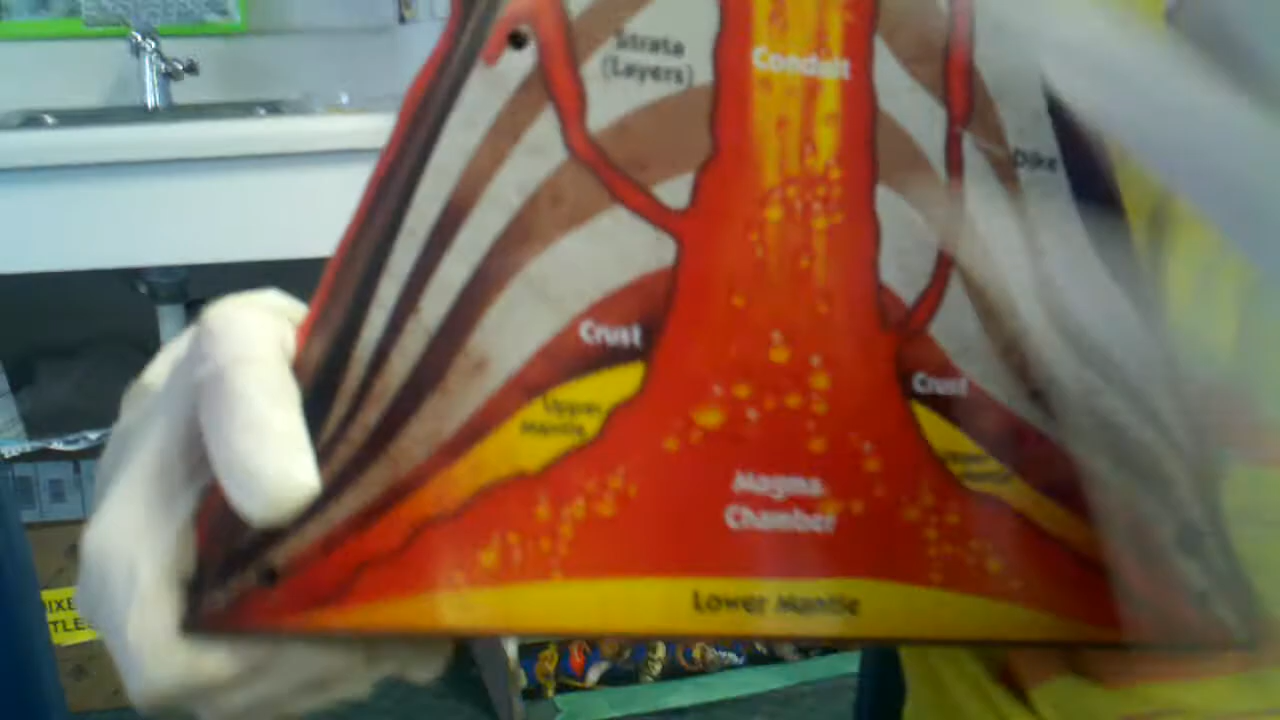 Strata
(Layers)
Conduit
Dike
Crust
Crust
Upper
Mantle
Magma
Chamber
Lower Mantle